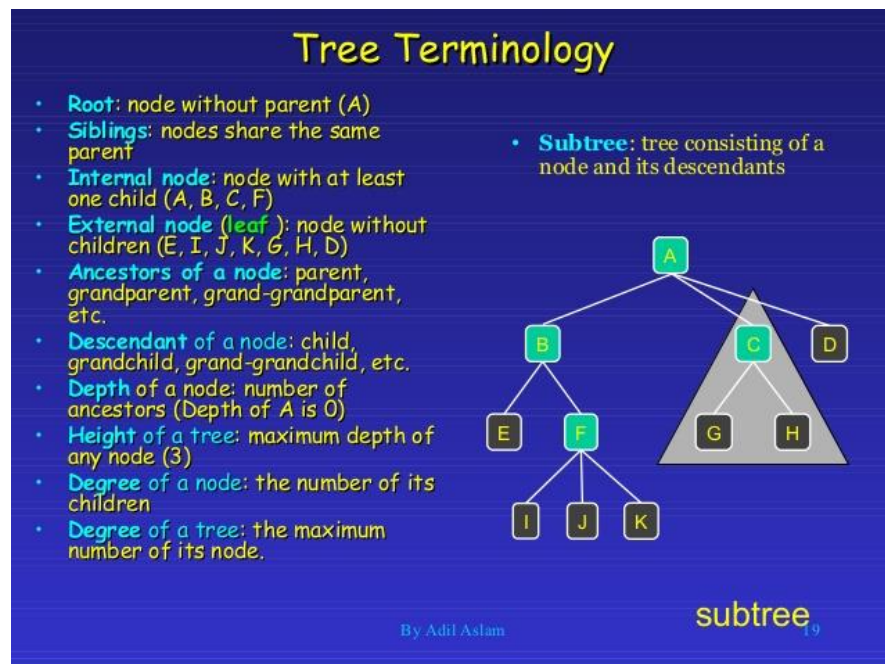 Tree Terminology
• Root: node without parent (A)
• Siblings: nodes share the same
parent
• Internal node: node with at least
one child (A, B, C, F)
• External node (leaf ): node without
children (E, I, J, K, G, H, D)
• Ancestors of a node: parent,
grandparent, grand-grandparent,
etc.
• Descendant of a node: child,
grandchild, grand-grandchild, etc.
• Depth of a node: number of
ancestors (Depth of A is 0)
• Height of a tree: maximum depth of
any node (3)
• Degree of a node: the number of its
children
• Degree of a tree: the maximum
number of its node.
• Subtree: tree consisting of a
node and its descendants
A
B C D
E F G H
I J K
subtree
By Adil Aslam 19